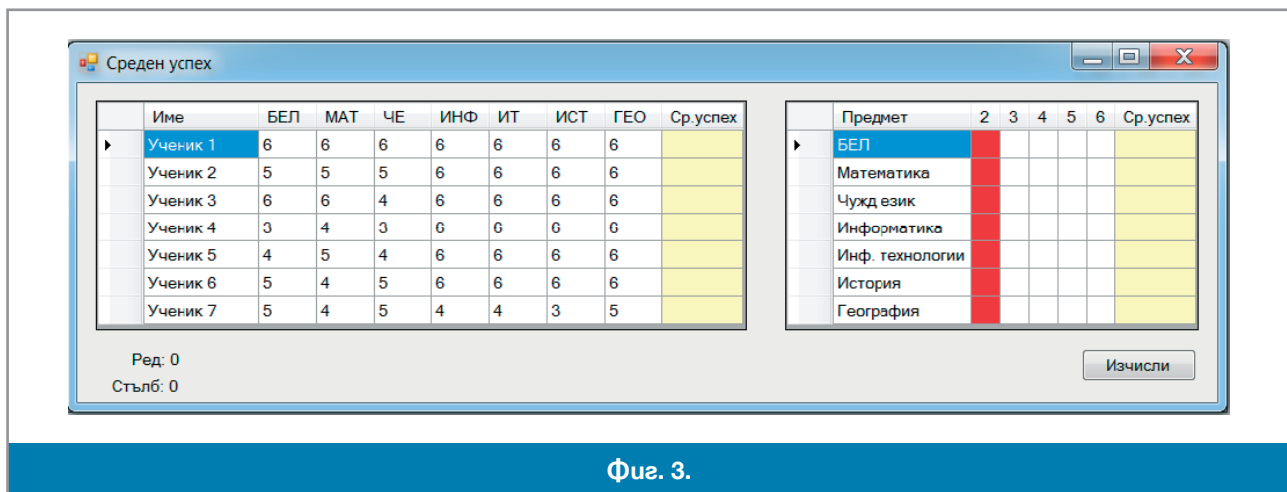 Среден успех
Име БЕЛ МАТ ЧЕ ИНФ ИТ ИСТ ГЕО Ср.успех
Ученик 1 6 6 6 6 6 6 6
Ученик 2 5 5 5 6 6 6 6
Ученик 3 6 6 4 6 6 6 6
Ученик 4 3 4 3 6 6 6 6
Ученик 5 4 5 4 6 6 6 6
Ученик 6 5 4 5 6 6 6 6
Ученик 7 5 4 5 4 4 3 5
Предмет 2 3 4 5 6 Ср.успех
БЕЛ
Математика
Чужд език
Информатика
Инф. технологии
История
География
Ред: 0
Стълб: 0
Изчисли
Фиг. 3.